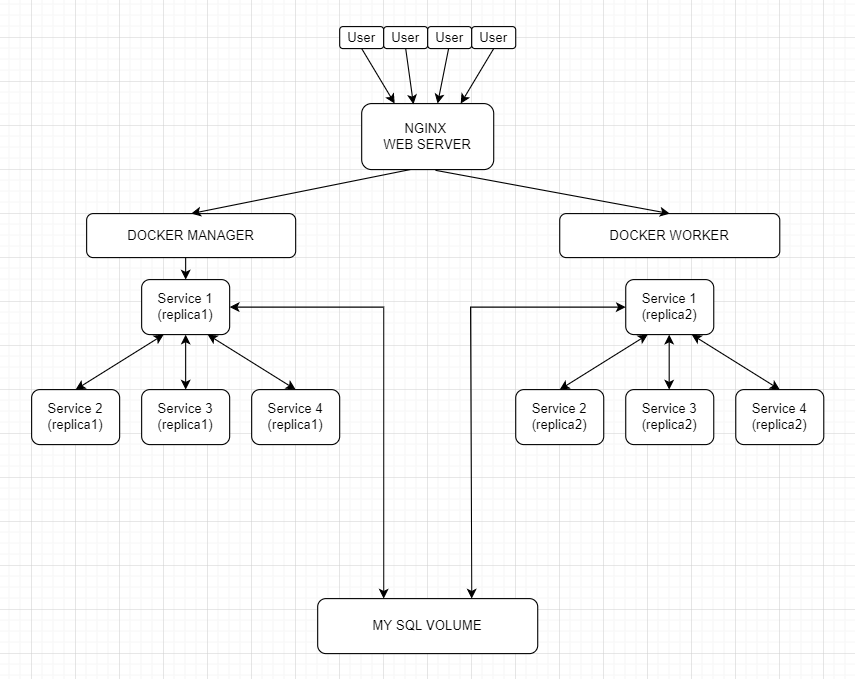 User User User User
NGINX
WEB SERVER
DOCKER MANAGER
DOCKER WORKER
Service 1
(replica1)
Service 1
(replica2)
Service 2
(replica1)
Service 3
(replica1)
Service 4
(replica1)
Service 2
(replica2)
Service 3
(replica2)
Service 4
(replica2)
MY SQL VOLUME